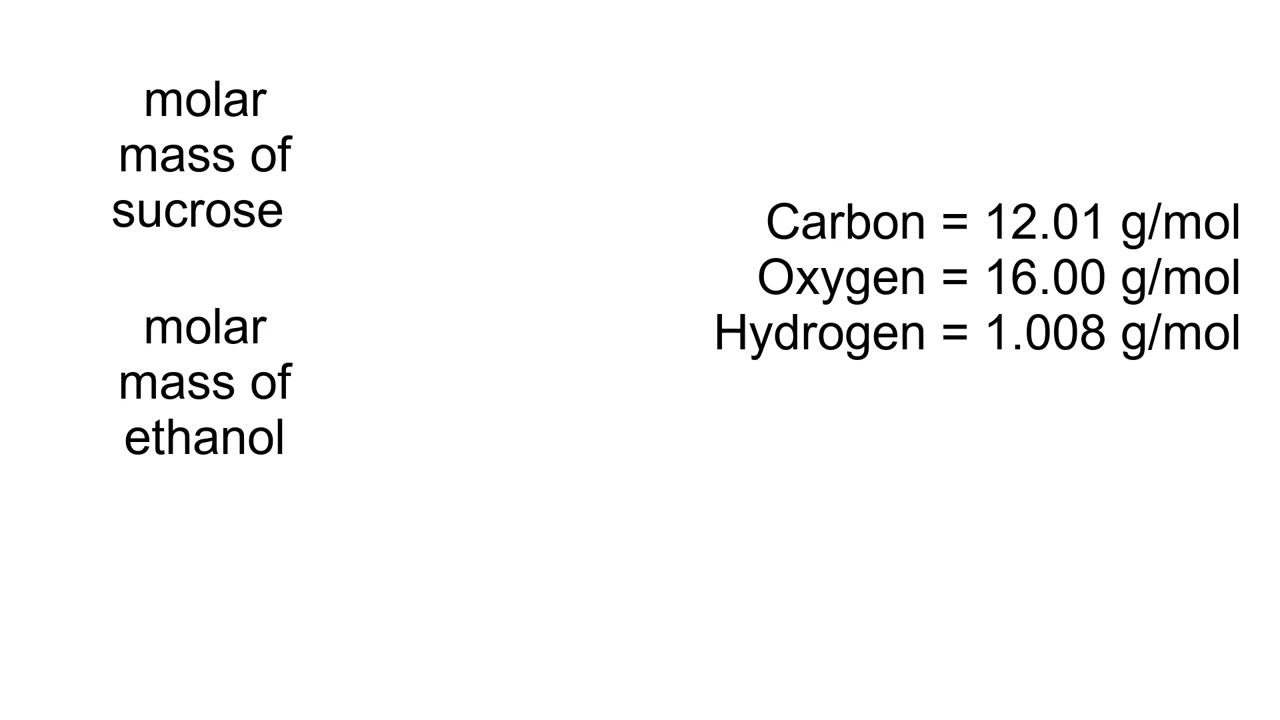 molar
mass of
sucrose
molar
mass of
ethanol
Carbon = 12.01 g/mol
Oxygen = 16.00 g/mol
Hydrogen = 1.008 g/mol